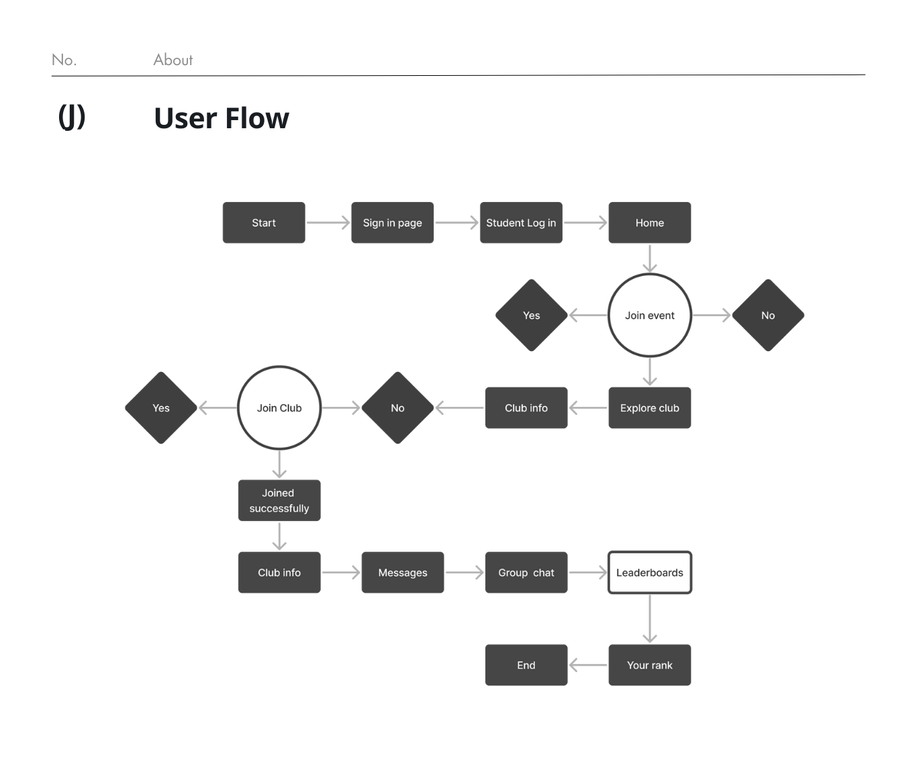 No. About
(J) User Flow
Start Sign in page Student Log in Home
Yes Join event No
Yes Join Club No Club info Explore club
Joined
successfully
Club info Messages Group chat Leaderboards
End Your rank